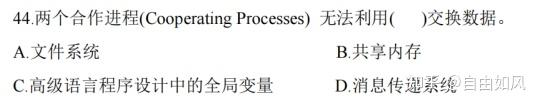 44.两个合作进程(Cooperating Processes) 无法利用(  )交换数据。
A.文件系统 B.共享内存
C.高级语言程序设计中的全局变量 D.消息传递系统
知乎 @自由如风